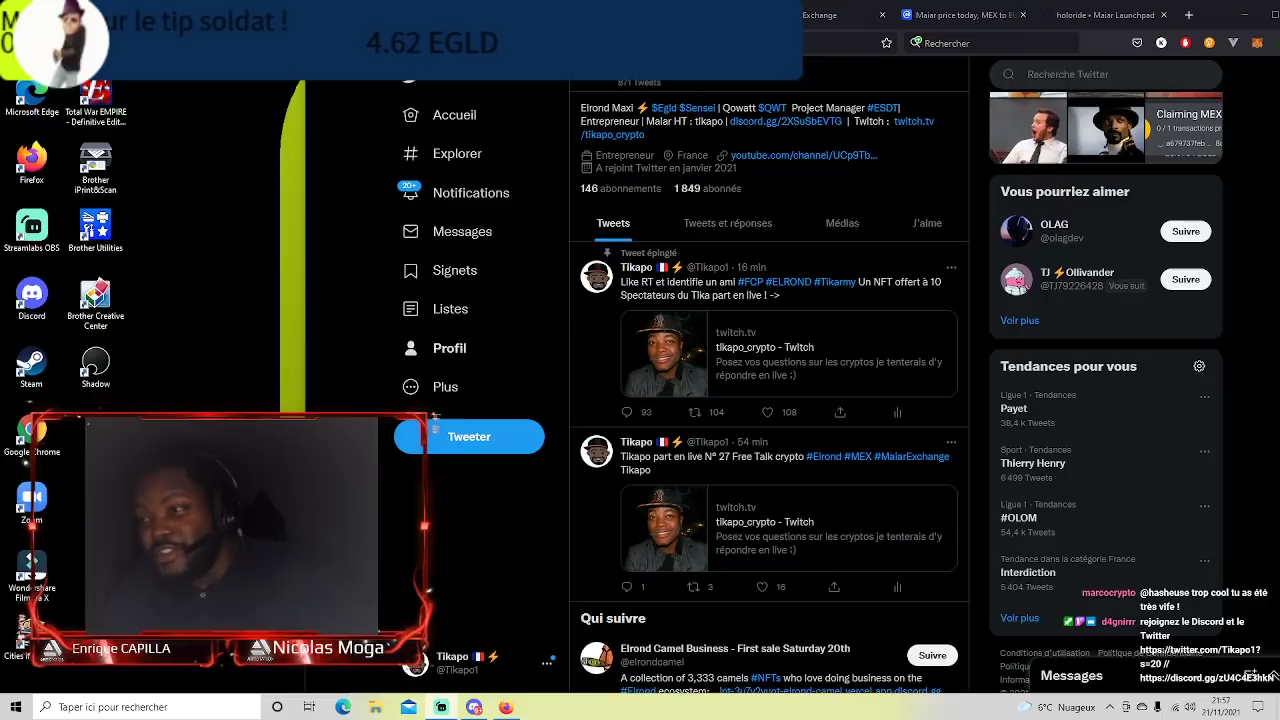 ur le tip soldat !
4.62 EGLD
Exchange
Maiar price today, MEX to E
holoride - Maiar Launchpad
Rechercher
Microsoft Edge
Total War EMPIRE - Definitive Edit...
Firefox
Brother iPrint&Scan
Streamlabs OBS
Brother Utilities
Discord
Brother Creative Center
Steam
Shadow
Google Chrome
Zoom
Wondershare Filmora X
Cities in
Enrique CAPILLA
Nicolas Moga
Accueil
Explorer
20+
Notifications
Messages
Signets
Listes
Profil
Plus
Tweeter
Tikapo 🇫🇷 ⚡
@Tikapo1
871 Tweets
Elrond Maxi ⚡ $Egld $Sensei | Qowatt $QWT Project Manager #ESDT|
Entrepreneur | Maiar HT : tikapo | discord.gg/2XSuSbEVTG | Twitch : twitch.tv
/tikapo_crypto
Entrepreneur France youtube.com/channel/UCp9Tb...
A rejoint Twitter en janvier 2021
146 abonnements 1 849 abonnés
Tweets Tweets et réponses Médias J'aime
Tweet épinglé
Tikapo 🇫🇷 ⚡ @Tikapo1 · 16 min
Like RT et identifie un ami #FCP #ELROND #Tikarmy Un NFT offert à 10
Spectateurs du Tika part en live ! ->
twitch.tv
tikapo_crypto - Twitch
Posez vos questions sur les cryptos je tenterais d'y
répondre en live ;)
93 104 108
Tikapo 🇫🇷 ⚡ @Tikapo1 · 54 min
Tikapo part en live N° 27 Free Talk crypto #Elrond #MEX #MaiarExchange
Tikapo
twitch.tv
tikapo_crypto - Twitch
Posez vos questions sur les cryptos je tenterais d'y
répondre en live ;)
1 3 16
Qui suivre
Elrond Camel Business - First sale Saturday 20th
@elrondcamel
Suivre
A collection of 3,333 camels #NFTs who love doing business on the
Recherche Twitter
Claiming MEX
0 / 1 transactions pr
Vous pourriez aimer
OLAG
@olagdev
Suivre
TJ ⚡Ollivander
@TJ79226428 Vous suit
Suivre
Voir plus
Tendances pour vous
Ligue 1 · Tendances
Payet
38,4 k Tweets
Sport · Tendances
Thierry Henry
6 499 Tweets
Ligue 1 · Tendances
#OLOM
54,4 k Tweets
Tendance dans la catégorie France
Interdiction
5 404 Tweets
Voir plus
marcocrypto @hasheuse trop cool tu as été
très vife !
d4gnirrr rejoignez le Discord et le
Twitter
https://twitter.com/Tikapo1?
Messages
Taper ici pour rechercher
6°C Nuageux
21:57
21/11/2021